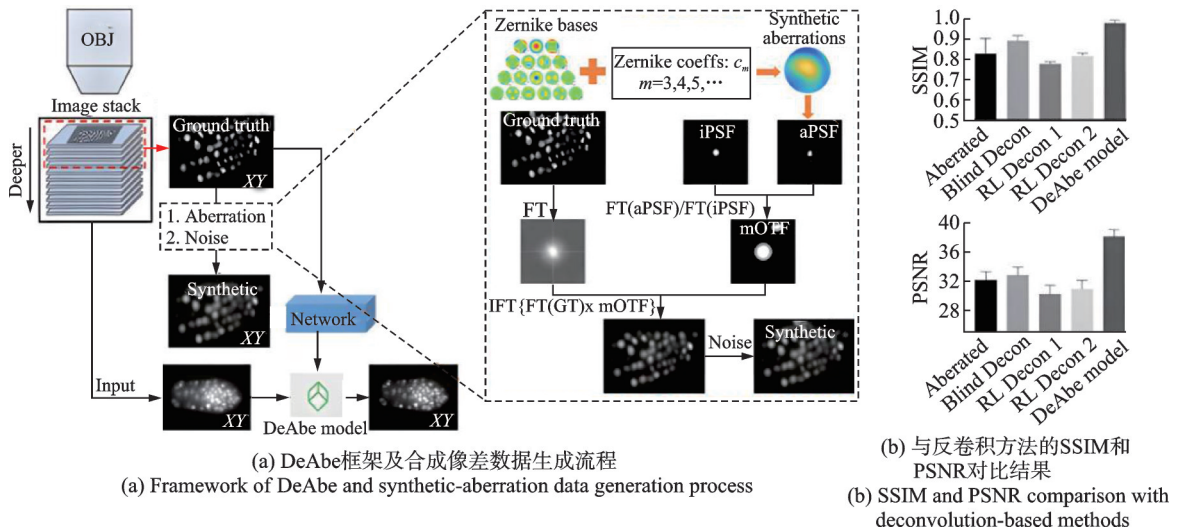 OBJ
Image stack
Deeper
Ground truth
XY
1. Aberration
2. Noise
Synthetic
XY
Network
Input
XY
DeAbe model
XY
Zernike bases
Zernike coeffs: cm
m=3,4,5,…
Synthetic
aberrations
Ground truth
iPSF
aPSF
FT
FT(aPSF)/FT(iPSF)
mOTF
IFT{FT(GT)x mOTF}
Noise
Synthetic
(a) DeAbe框架及合成像差数据生成流程
(a) Framework of DeAbe and synthetic-aberration data generation process
SSIM
1.0
0.9
0.8
0.7
0.6
0.5
Aberated
Blind Decon
RL Decon 1
RL Decon 2
DeAbe model
PSNR
40
36
32
28
Aberated
Blind Decon
RL Decon 1
RL Decon 2
DeAbe model
(b) 与反卷积方法的SSIM和
PSNR对比结果
(b) SSIM and PSNR comparison with
deconvolution-based methods